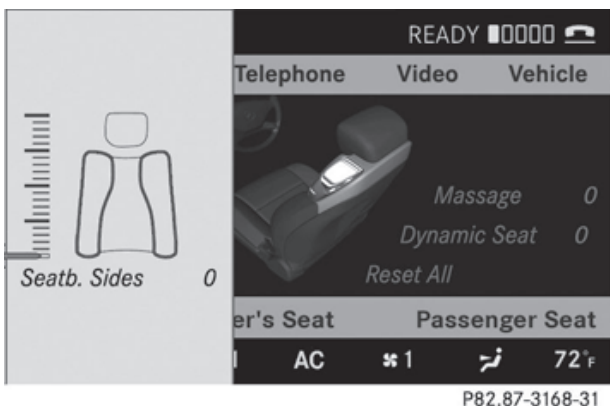 READY
Telephone Video Vehicle
Massage 0
Dynamic Seat 0
Seatb. Sides 0
Reset All
er's Seat Passenger Seat
AC 1 72°F
P82.87-3168-31